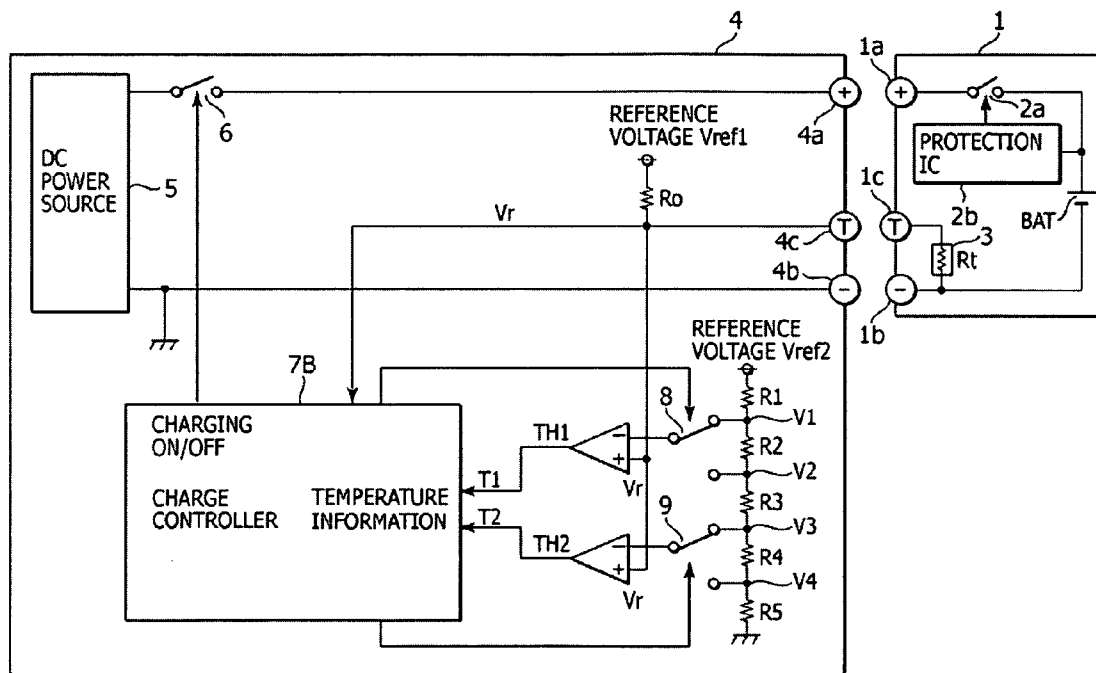 4
1
1a
+
+
2a
6
4a
REFERENCE
VOLTAGE Vref1
PROTECTION
IC
DC
POWER
SOURCE
5
Ro
1c
2b
BAT
Vr
T
T
3
4c
Rt
4b
-
-
1b
REFERENCE
VOLTAGE Vref2
7B
R1
8
V1
CHARGING
ON/OFF
TH1
-
+
R2
T1
V2
Vr
R3
CHARGE
CONTROLLER
TEMPERATURE
INFORMATION
T2
9
V3
TH2
-
+
R4
V4
Vr
R5